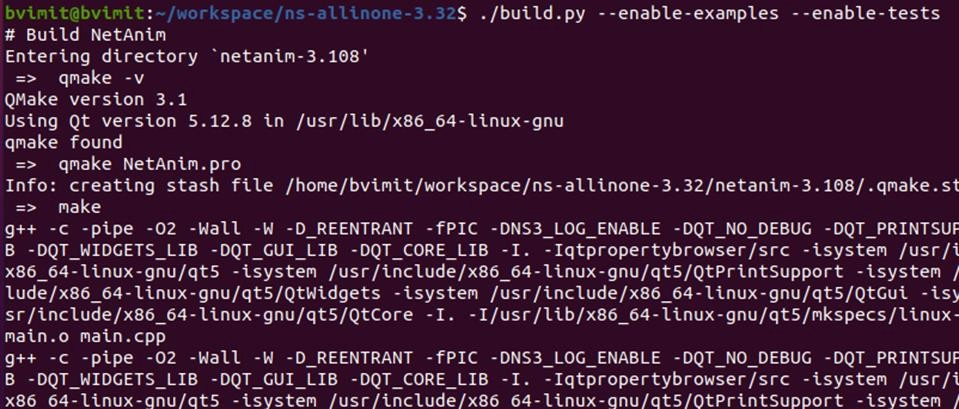 bvimit@bvimit:~/workspace/ns-allinone-3.32$ ./build.py --enable-examples --enable-tests
# Build NetAnim
Entering directory `netanim-3.108'
 =>  qmake -v
QMake version 3.1
Using Qt version 5.12.8 in /usr/lib/x86_64-linux-gnu
qmake found
 =>  qmake NetAnim.pro
Info: creating stash file /home/bvimit/workspace/ns-allinone-3.32/netanim-3.108/.qmake.st
 =>  make
g++ -c -pipe -O2 -Wall -W -D_REENTRANT -fPIC -DNS3_LOG_ENABLE -DQT_NO_DEBUG -DQT_PRINTSUP
B -DQT_WIDGETS_LIB -DQT_GUI_LIB -DQT_CORE_LIB -I. -Iqtpropertybrowser/src -isystem /usr/i
x86_64-linux-gnu/qt5 -isystem /usr/include/x86_64-linux-gnu/qt5/QtPrintSupport -isystem /
lude/x86_64-linux-gnu/qt5/QtWidgets -isystem /usr/include/x86_64-linux-gnu/qt5/QtGui -isy
sr/include/x86_64-linux-gnu/qt5/QtCore -I. -I/usr/lib/x86_64-linux-gnu/qt5/mkspecs/linux-
main.o main.cpp
g++ -c -pipe -O2 -Wall -W -D_REENTRANT -fPIC -DNS3_LOG_ENABLE -DQT_NO_DEBUG -DQT_PRINTSUP
B -DQT_WIDGETS_LIB -DQT_GUI_LIB -DQT_CORE_LIB -I. -Iqtpropertybrowser/src -isystem /usr/i
x86_64-linux-gnu/qt5 -isystem /usr/include/x86_64-linux-gnu/qt5/QtPrintSupport -isystem /